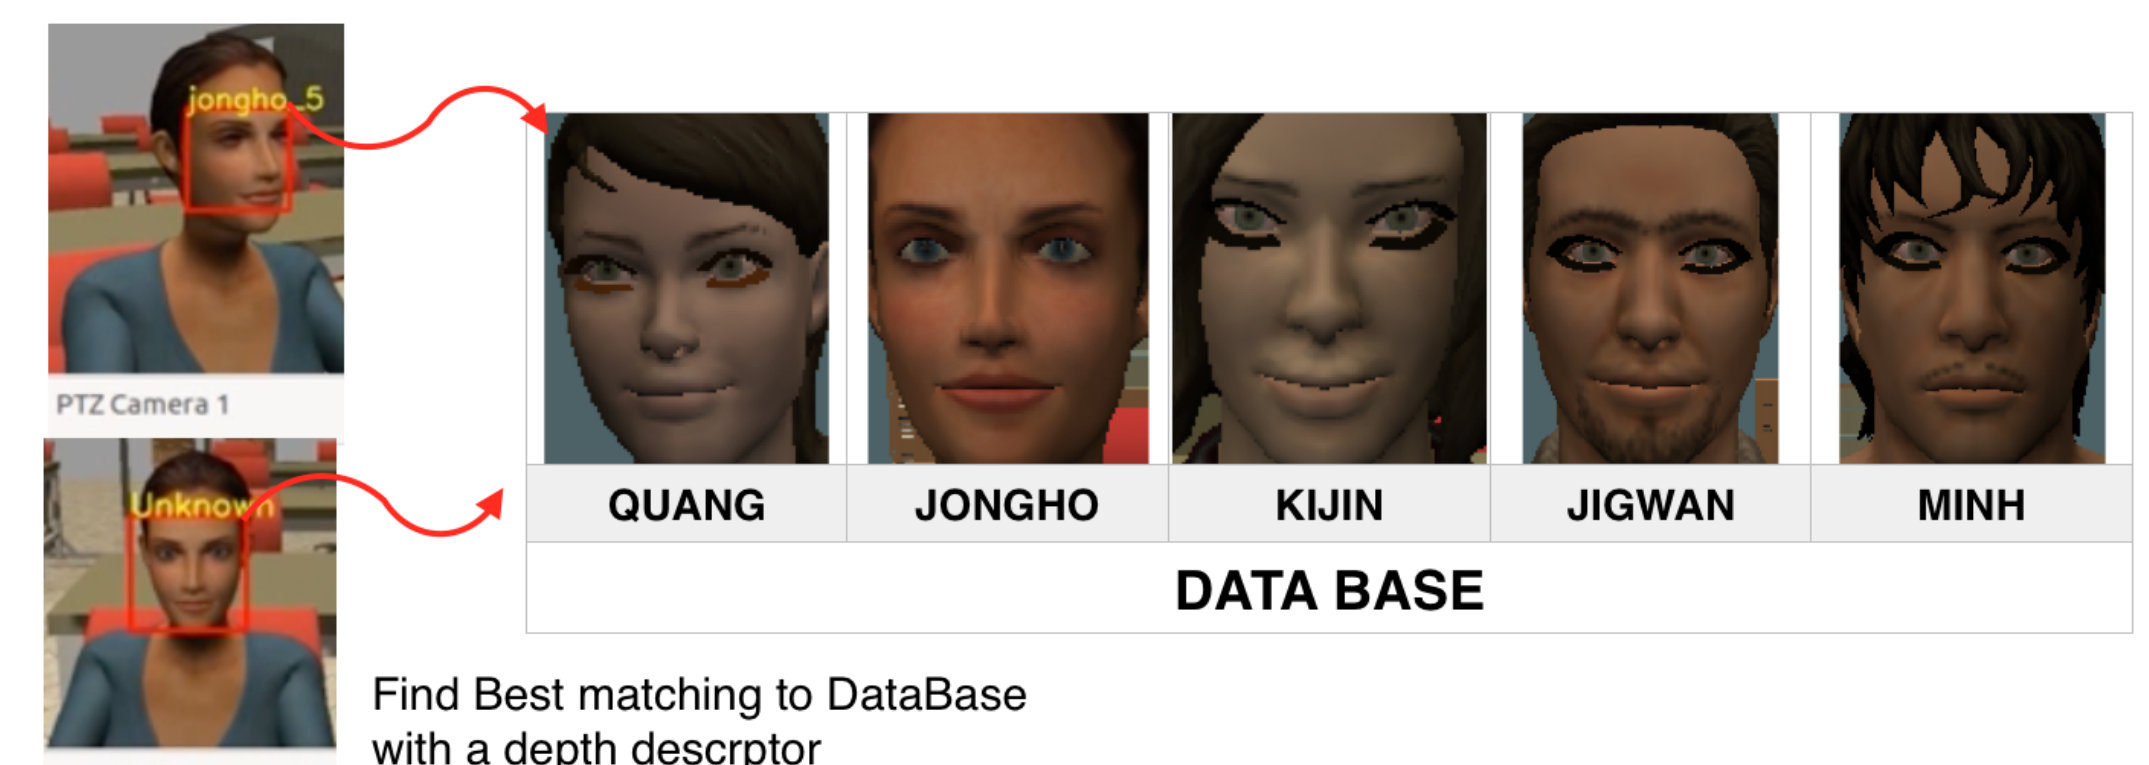 jongho_5
PTZ Camera 1
Unknown
QUANG JONGHO KIJIN JIGWAN MINH
DATA BASE
Find Best matching to DataBase
with a depth descrptor